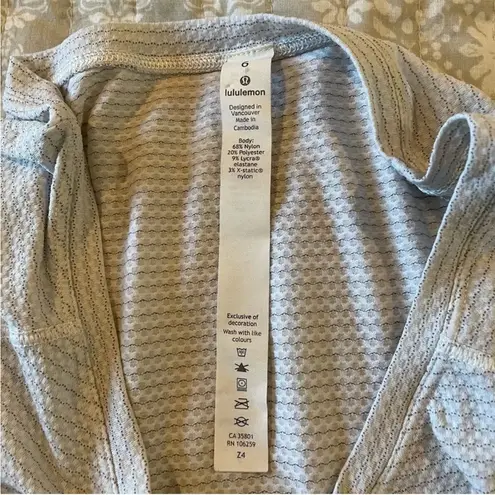 6
lululemon
Designed in
Vancouver
Made in
Cambodia
Body:
68% Nylon
20% Polyester
9% Lycra®
elastane
3% X-static®
nylon
Exclusive of
decoration
Wash with like
colours
CA 35801
RN 106259
Z4